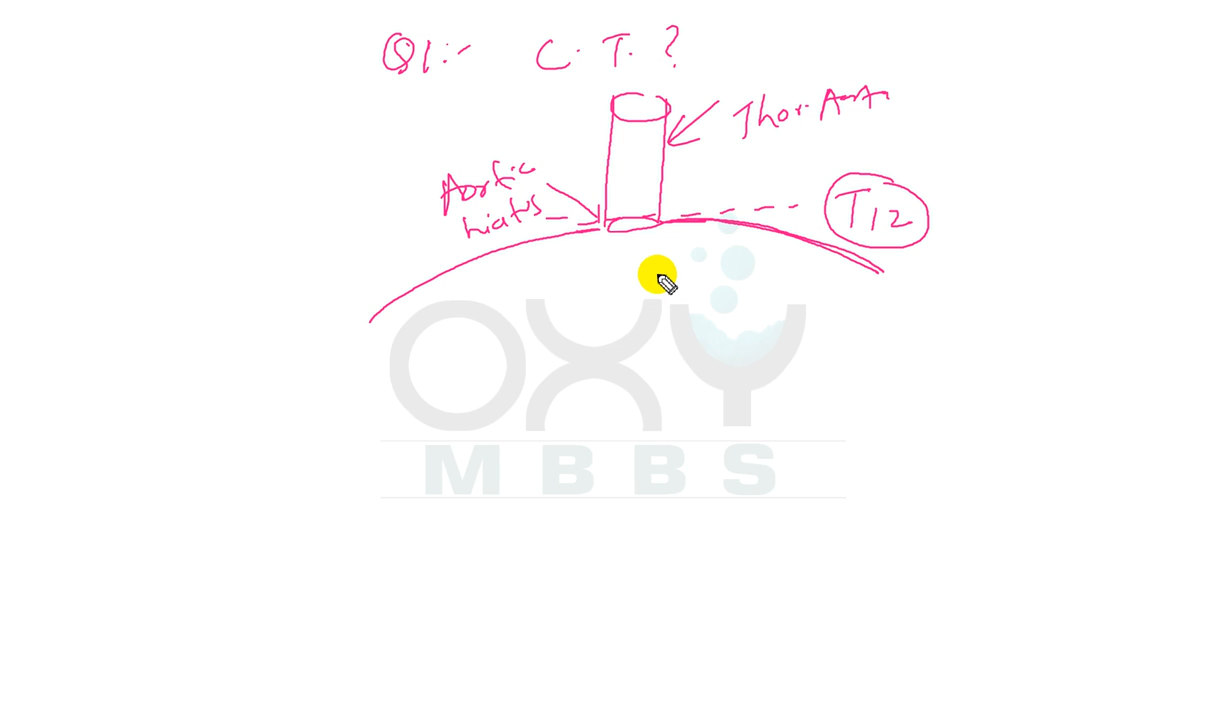 Q1:- C. T. ?
Thor. Aorta
Aortic
hiatus
T12
OXY
MBBS